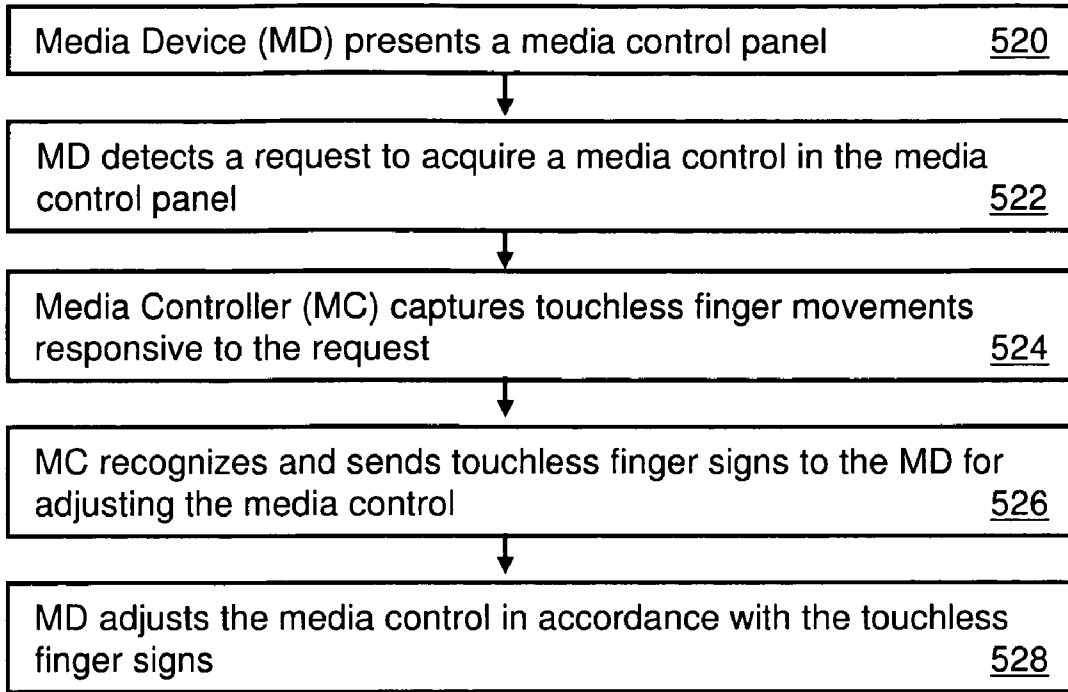 Media Device (MD) presents a media control panel 520
MD detects a request to acquire a media control in the media
control panel 522
Media Controller (MC) captures touchless finger movements
responsive to the request 524
MC recognizes and sends touchless finger signs to the MD for
adjusting the media control 526
MD adjusts the media control in accordance with the touchless
finger signs 528